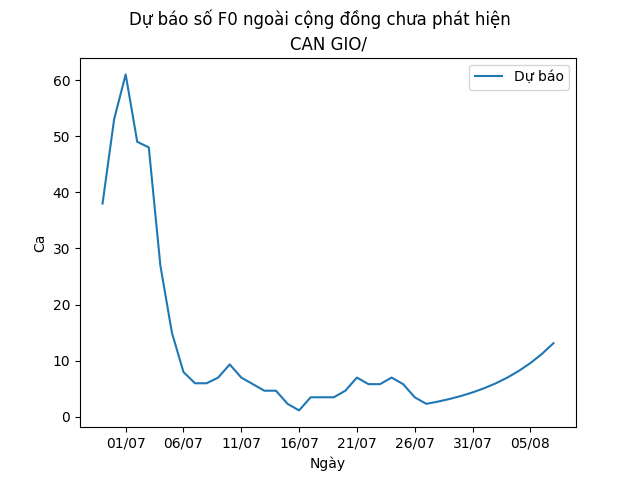 Dự báo số F0 ngoài cộng đồng chưa phát hiện
CAN GIO/
Dự báo
60
50
40
30
20
10
0
Ca
01/07 06/07 11/07 16/07 21/07 26/07 31/07 05/08
Ngày